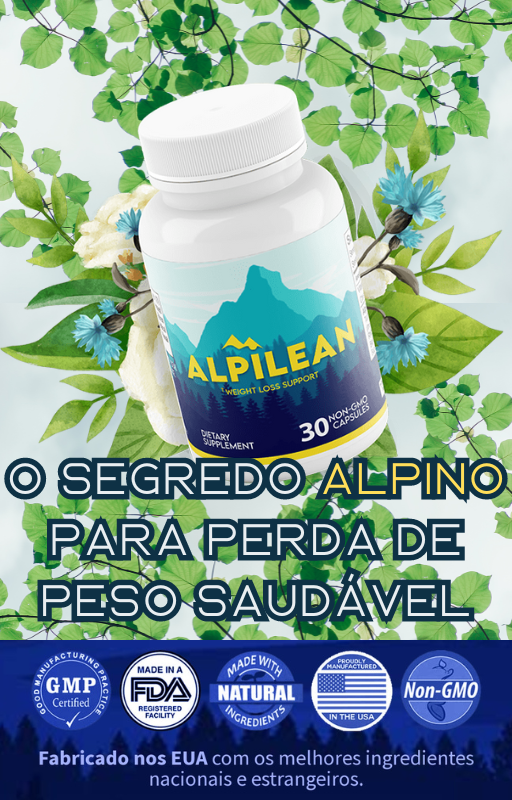 ALPILEAN
WEIGHT LOSS SUPPORT
DIETARY
SUPPLEMENT
30 NON-GMO
CAPSULES
O SEGREDO ALPINO
PARA PERDA DE
PESO SAUDÁVEL
GOOD MANUFACTURING PRACTICE
GMP
Certified
MADE IN A
FDA
REGISTERED
FACILITY
MADE WITH
NATURAL
INGREDIENTS
PROUDLY
MANUFACTURED
IN THE USA
Non-GMO
Fabricado nos EUA com os melhores ingredientes
nacionais e estrangeiros.